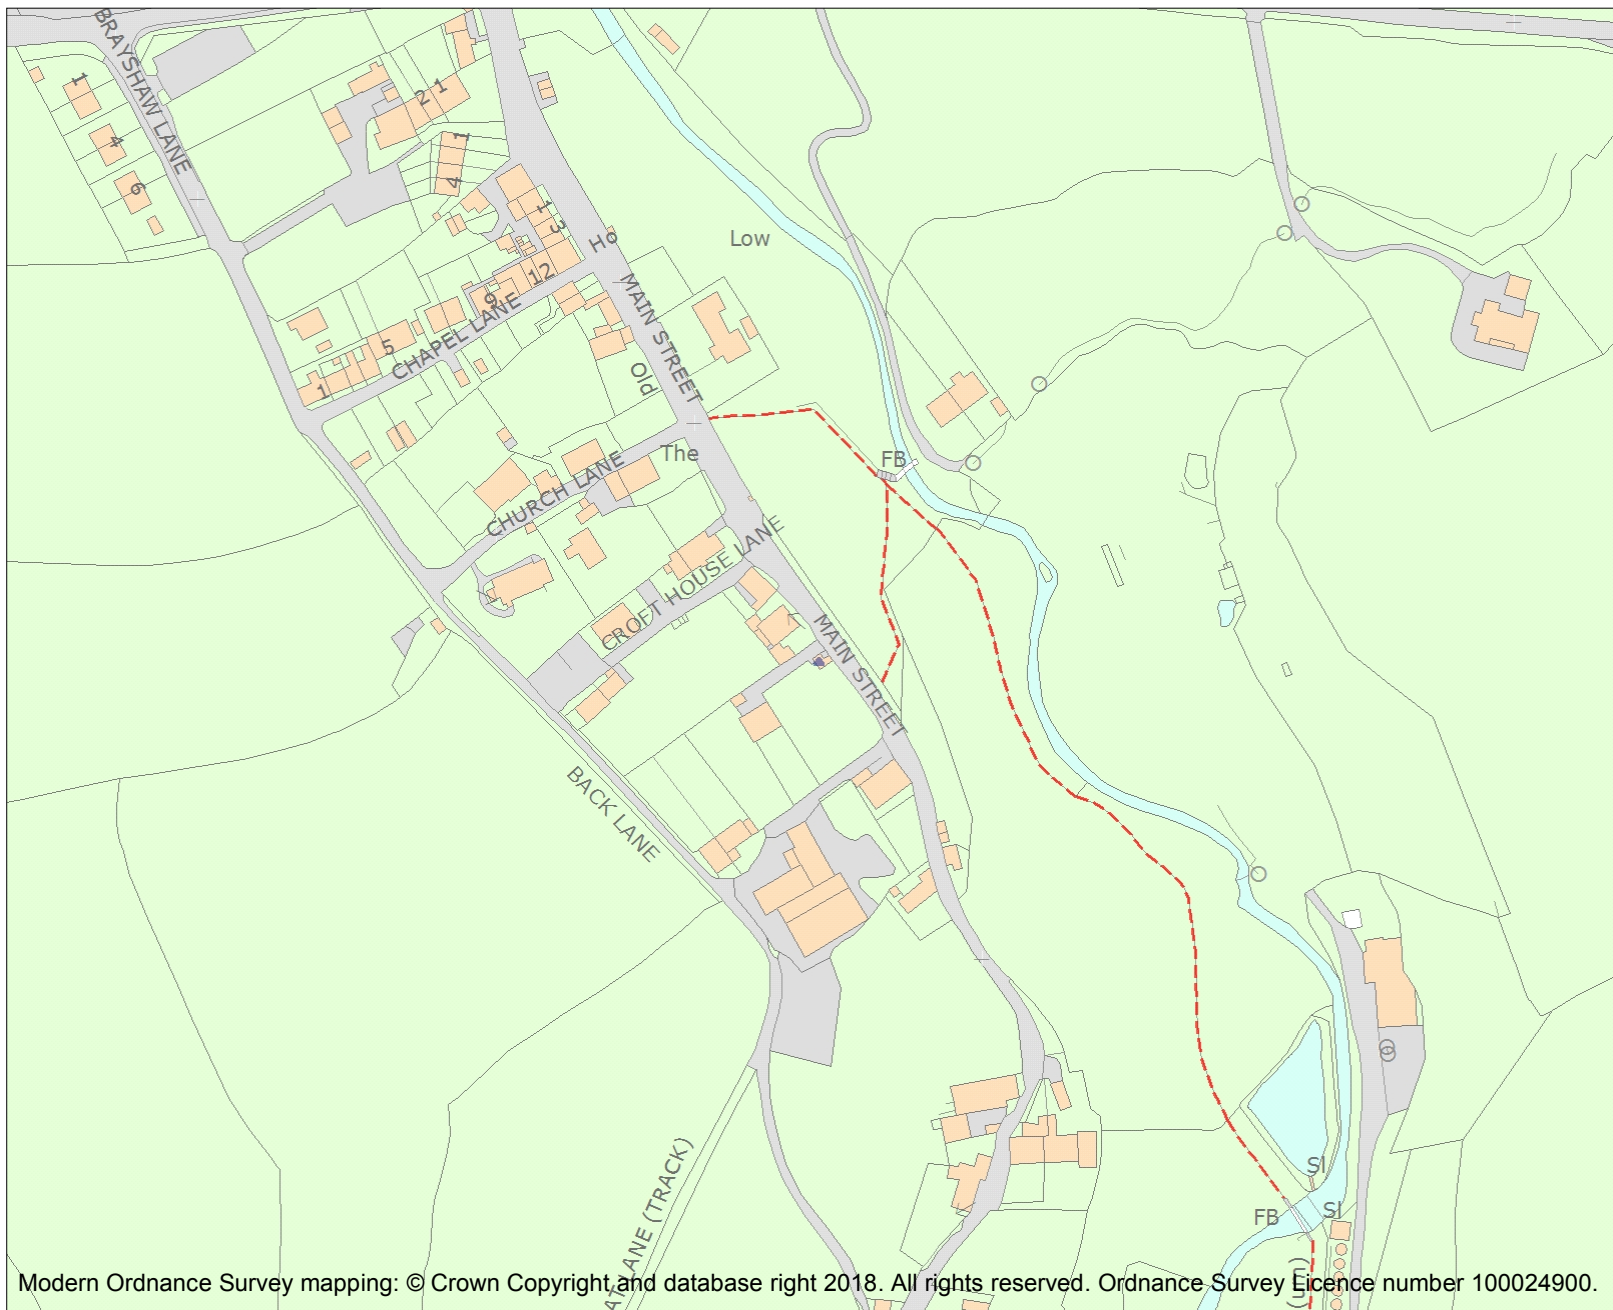 BRAYSHAW LANE
1
4
6
2 1
1
4
1
3
Ho
12
9
CHAPEL LANE
5
1
MAIN STREET
Low
Old
The
FB
CHURCH LANE
CROFT HOUSE LANE
MAIN STREET
BACK LANE
LANE (TRACK)
Sl
FB
Sl
Modern Ordnance Survey mapping: © Crown Copyright and database right 2018. All rights reserved. Ordnance Survey Licence number 100024900.